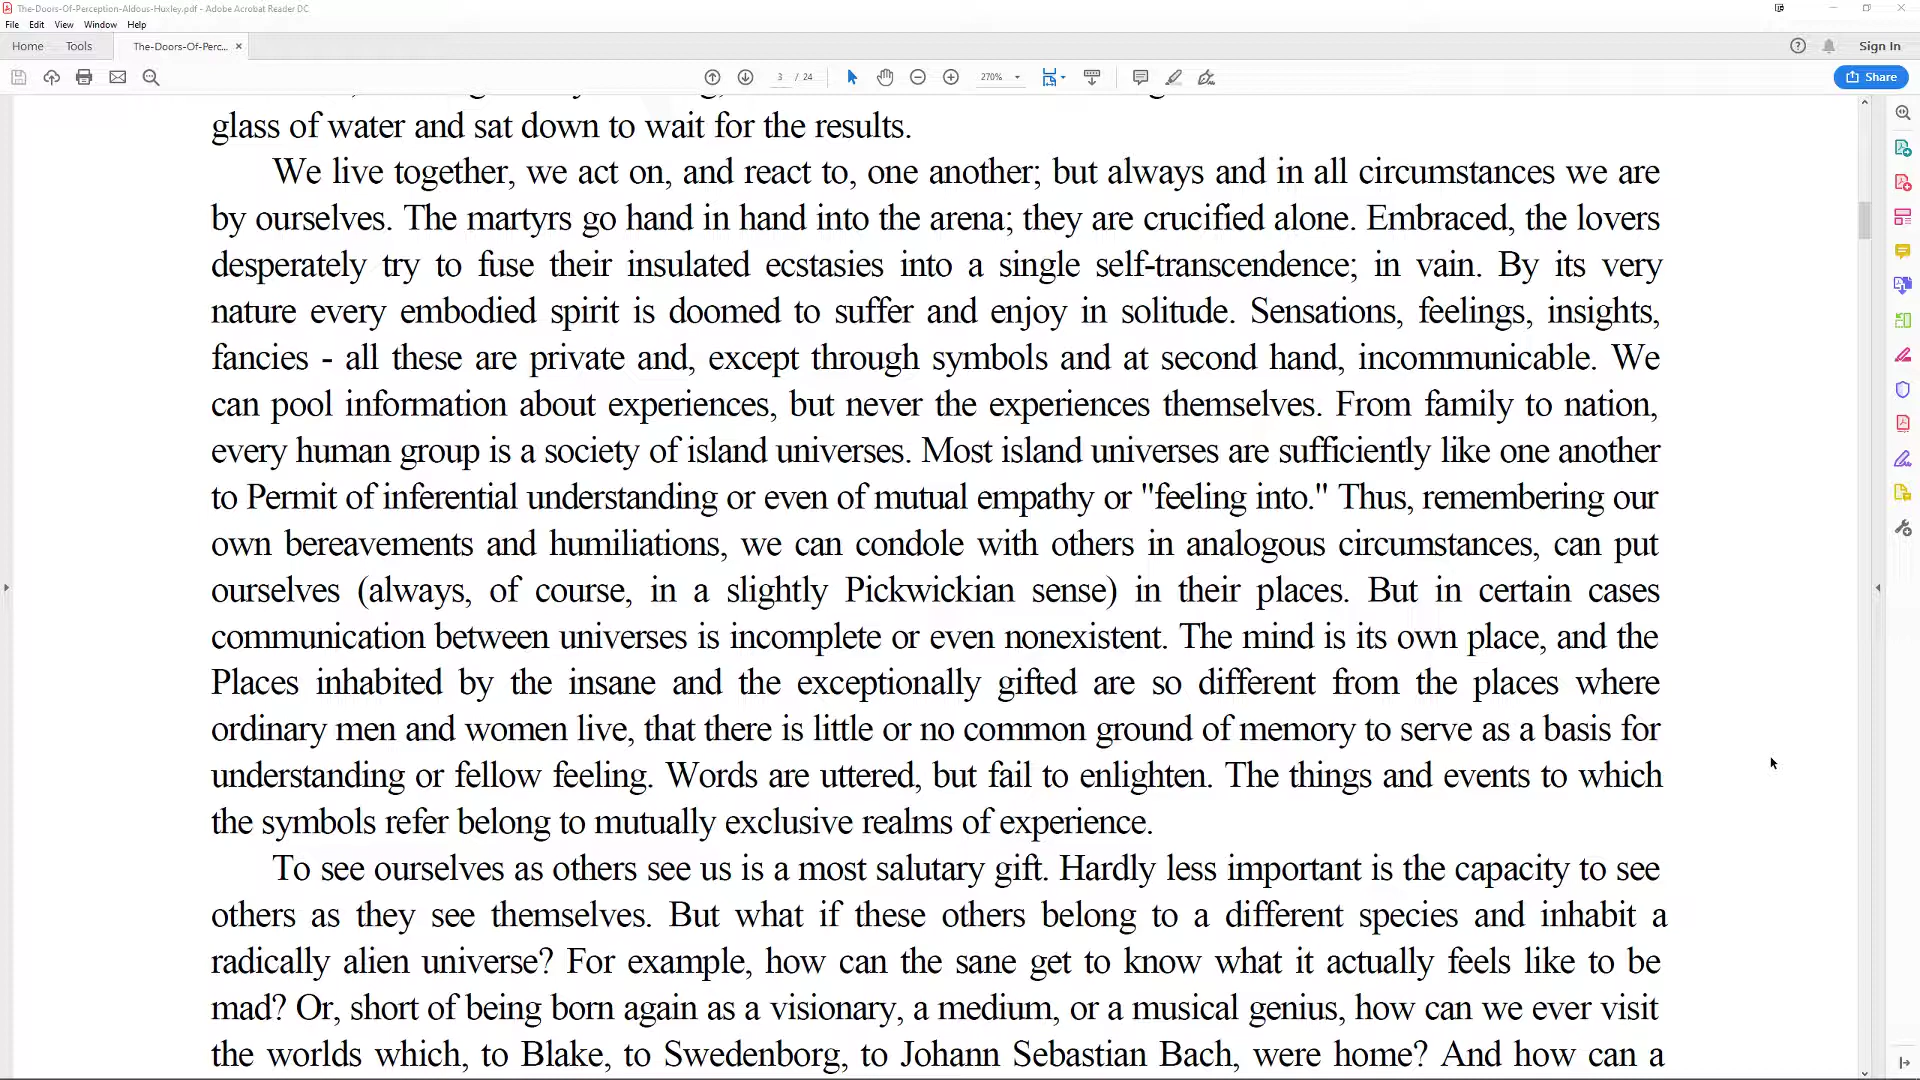 The-Doors-Of-Perception-Aldous-Huxley.pdf - Adobe Acrobat Reader DC
File Edit View Window Help
Home Tools The-Doors-Of-Perc... × Sign In
3 / 24 270% Share
glass of water and sat down to wait for the results.
We live together, we act on, and react to, one another; but always and in all circumstances we are
by ourselves. The martyrs go hand in hand into the arena; they are crucified alone. Embraced, the lovers
desperately try to fuse their insulated ecstasies into a single self-transcendence; in vain. By its very
nature every embodied spirit is doomed to suffer and enjoy in solitude. Sensations, feelings, insights,
fancies - all these are private and, except through symbols and at second hand, incommunicable. We
can pool information about experiences, but never the experiences themselves. From family to nation,
every human group is a society of island universes. Most island universes are sufficiently like one another
to Permit of inferential understanding or even of mutual empathy or "feeling into." Thus, remembering our
own bereavements and humiliations, we can condole with others in analogous circumstances, can put
ourselves (always, of course, in a slightly Pickwickian sense) in their places. But in certain cases
communication between universes is incomplete or even nonexistent. The mind is its own place, and the
Places inhabited by the insane and the exceptionally gifted are so different from the places where
ordinary men and women live, that there is little or no common ground of memory to serve as a basis for
understanding or fellow feeling. Words are uttered, but fail to enlighten. The things and events to which
the symbols refer belong to mutually exclusive realms of experience.
To see ourselves as others see us is a most salutary gift. Hardly less important is the capacity to see
others as they see themselves. But what if these others belong to a different species and inhabit a
radically alien universe? For example, how can the sane get to know what it actually feels like to be
mad? Or, short of being born again as a visionary, a medium, or a musical genius, how can we ever visit
the worlds which, to Blake, to Swedenborg, to Johann Sebastian Bach, were home? And how can a